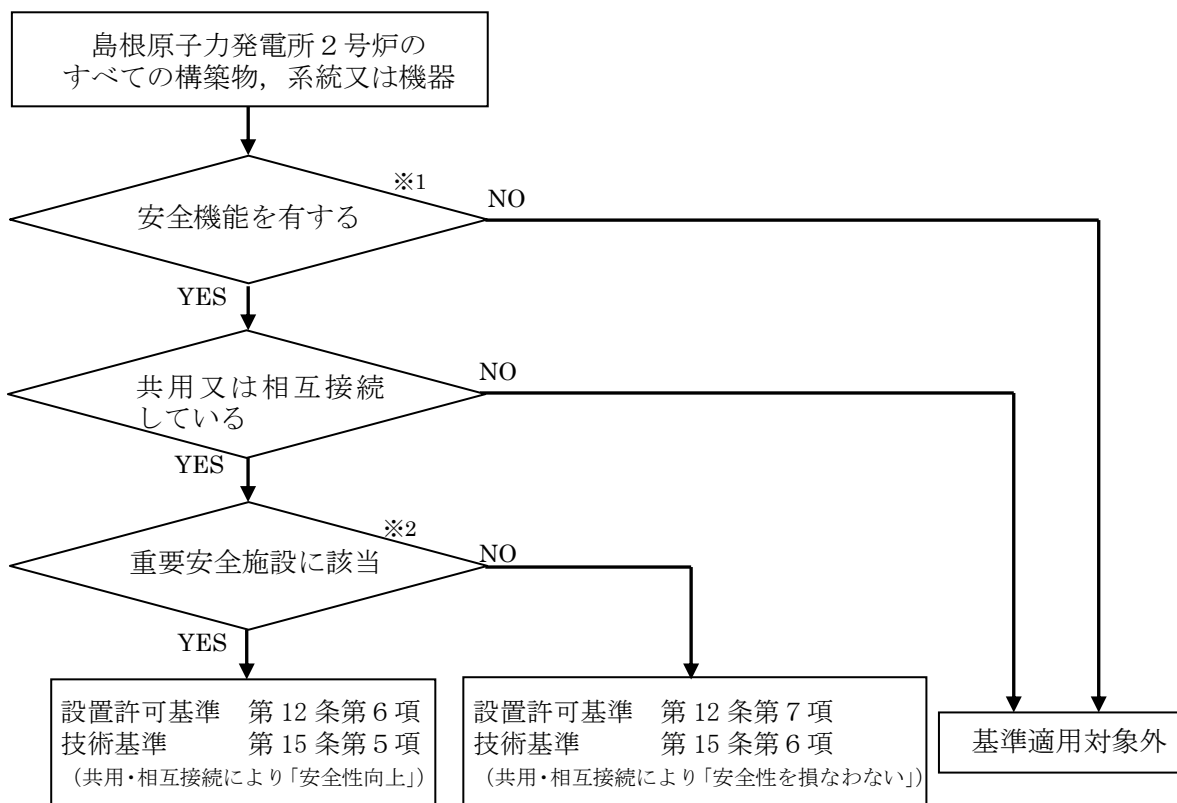 島根原子力発電所２号炉の
すべての構築物，系統又は機器
※1
安全機能を有する
NO
YES
共用又は相互接続
している
NO
YES
※2
重要安全施設に該当
NO
YES
設置許可基準　第 12 条第６項
技術基準　　　第 15 条第５項
（共用・相互接続により「安全性向上」）
設置許可基準　第 12 条第７項
技術基準　　　第 15 条第６項
（共用・相互接続により「安全性を損なわない」）
基準適用対象外